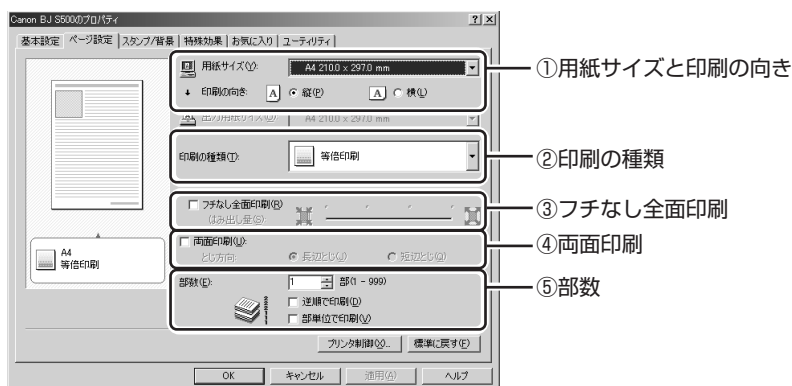 Canon BJ S500のプロパティ
基本設定 ページ設定 スタンプ/背景 特殊効果 お気に入り ユーティリティ
用紙サイズ(Y): A4 210.0 x 297.0 mm
印刷の向き: A 縦(P) A 横(L)
①用紙サイズと印刷の向き
出力用紙サイズ(Z): A4 210.0 x 297.0 mm
印刷の種類(T): 等倍印刷
②印刷の種類
フチなし全面印刷(R)
(はみ出し量(S):
③フチなし全面印刷
両面印刷(U):
とじ方向: 長辺とじ(J) 短辺とじ(Q)
④両面印刷
A4
等倍印刷
部数(E): 1 部(1 - 999)
逆順で印刷(D)
部単位で印刷(V)
⑤部数
プリンタ制御(X)... 標準に戻す(F)
OK キャンセル 適用(A) ヘルプ